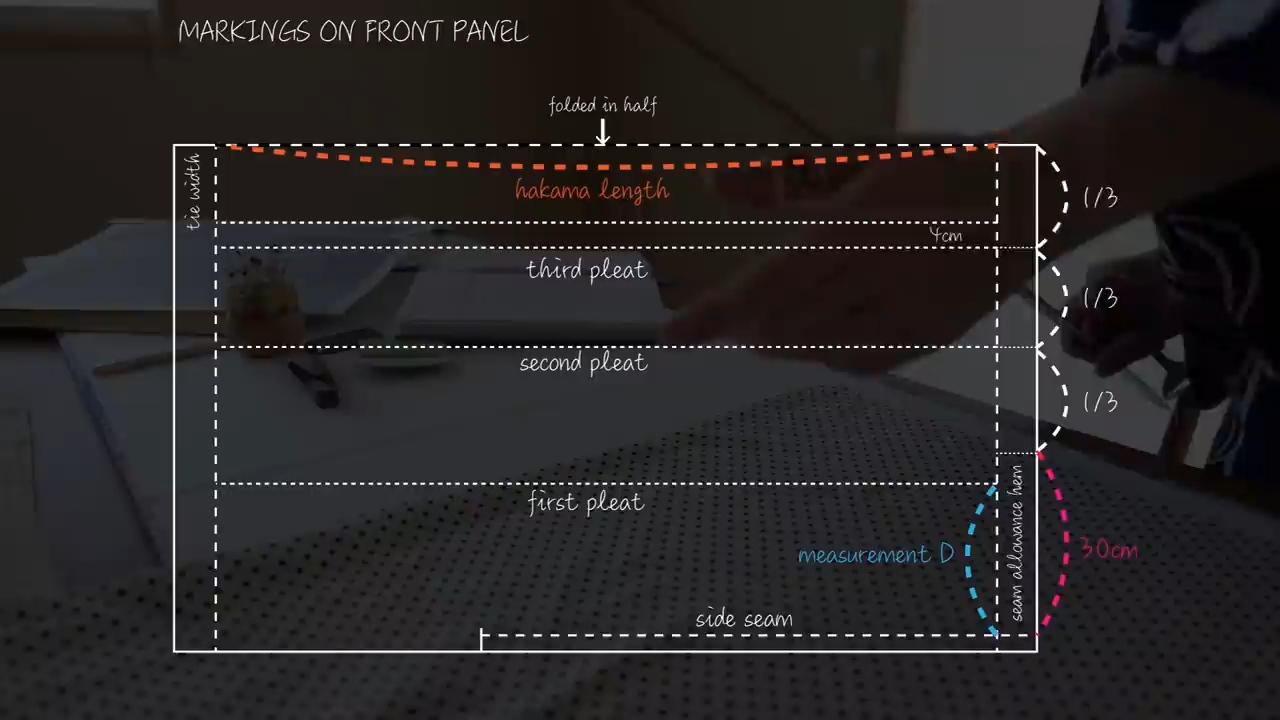 MARKINGS ON FRONT PANEL
folded in half
tie width
hakama length
1/3
4cm
third pleat
1/3
second pleat
1/3
first pleat
seam allowance hem
measurement D
30cm
side seam